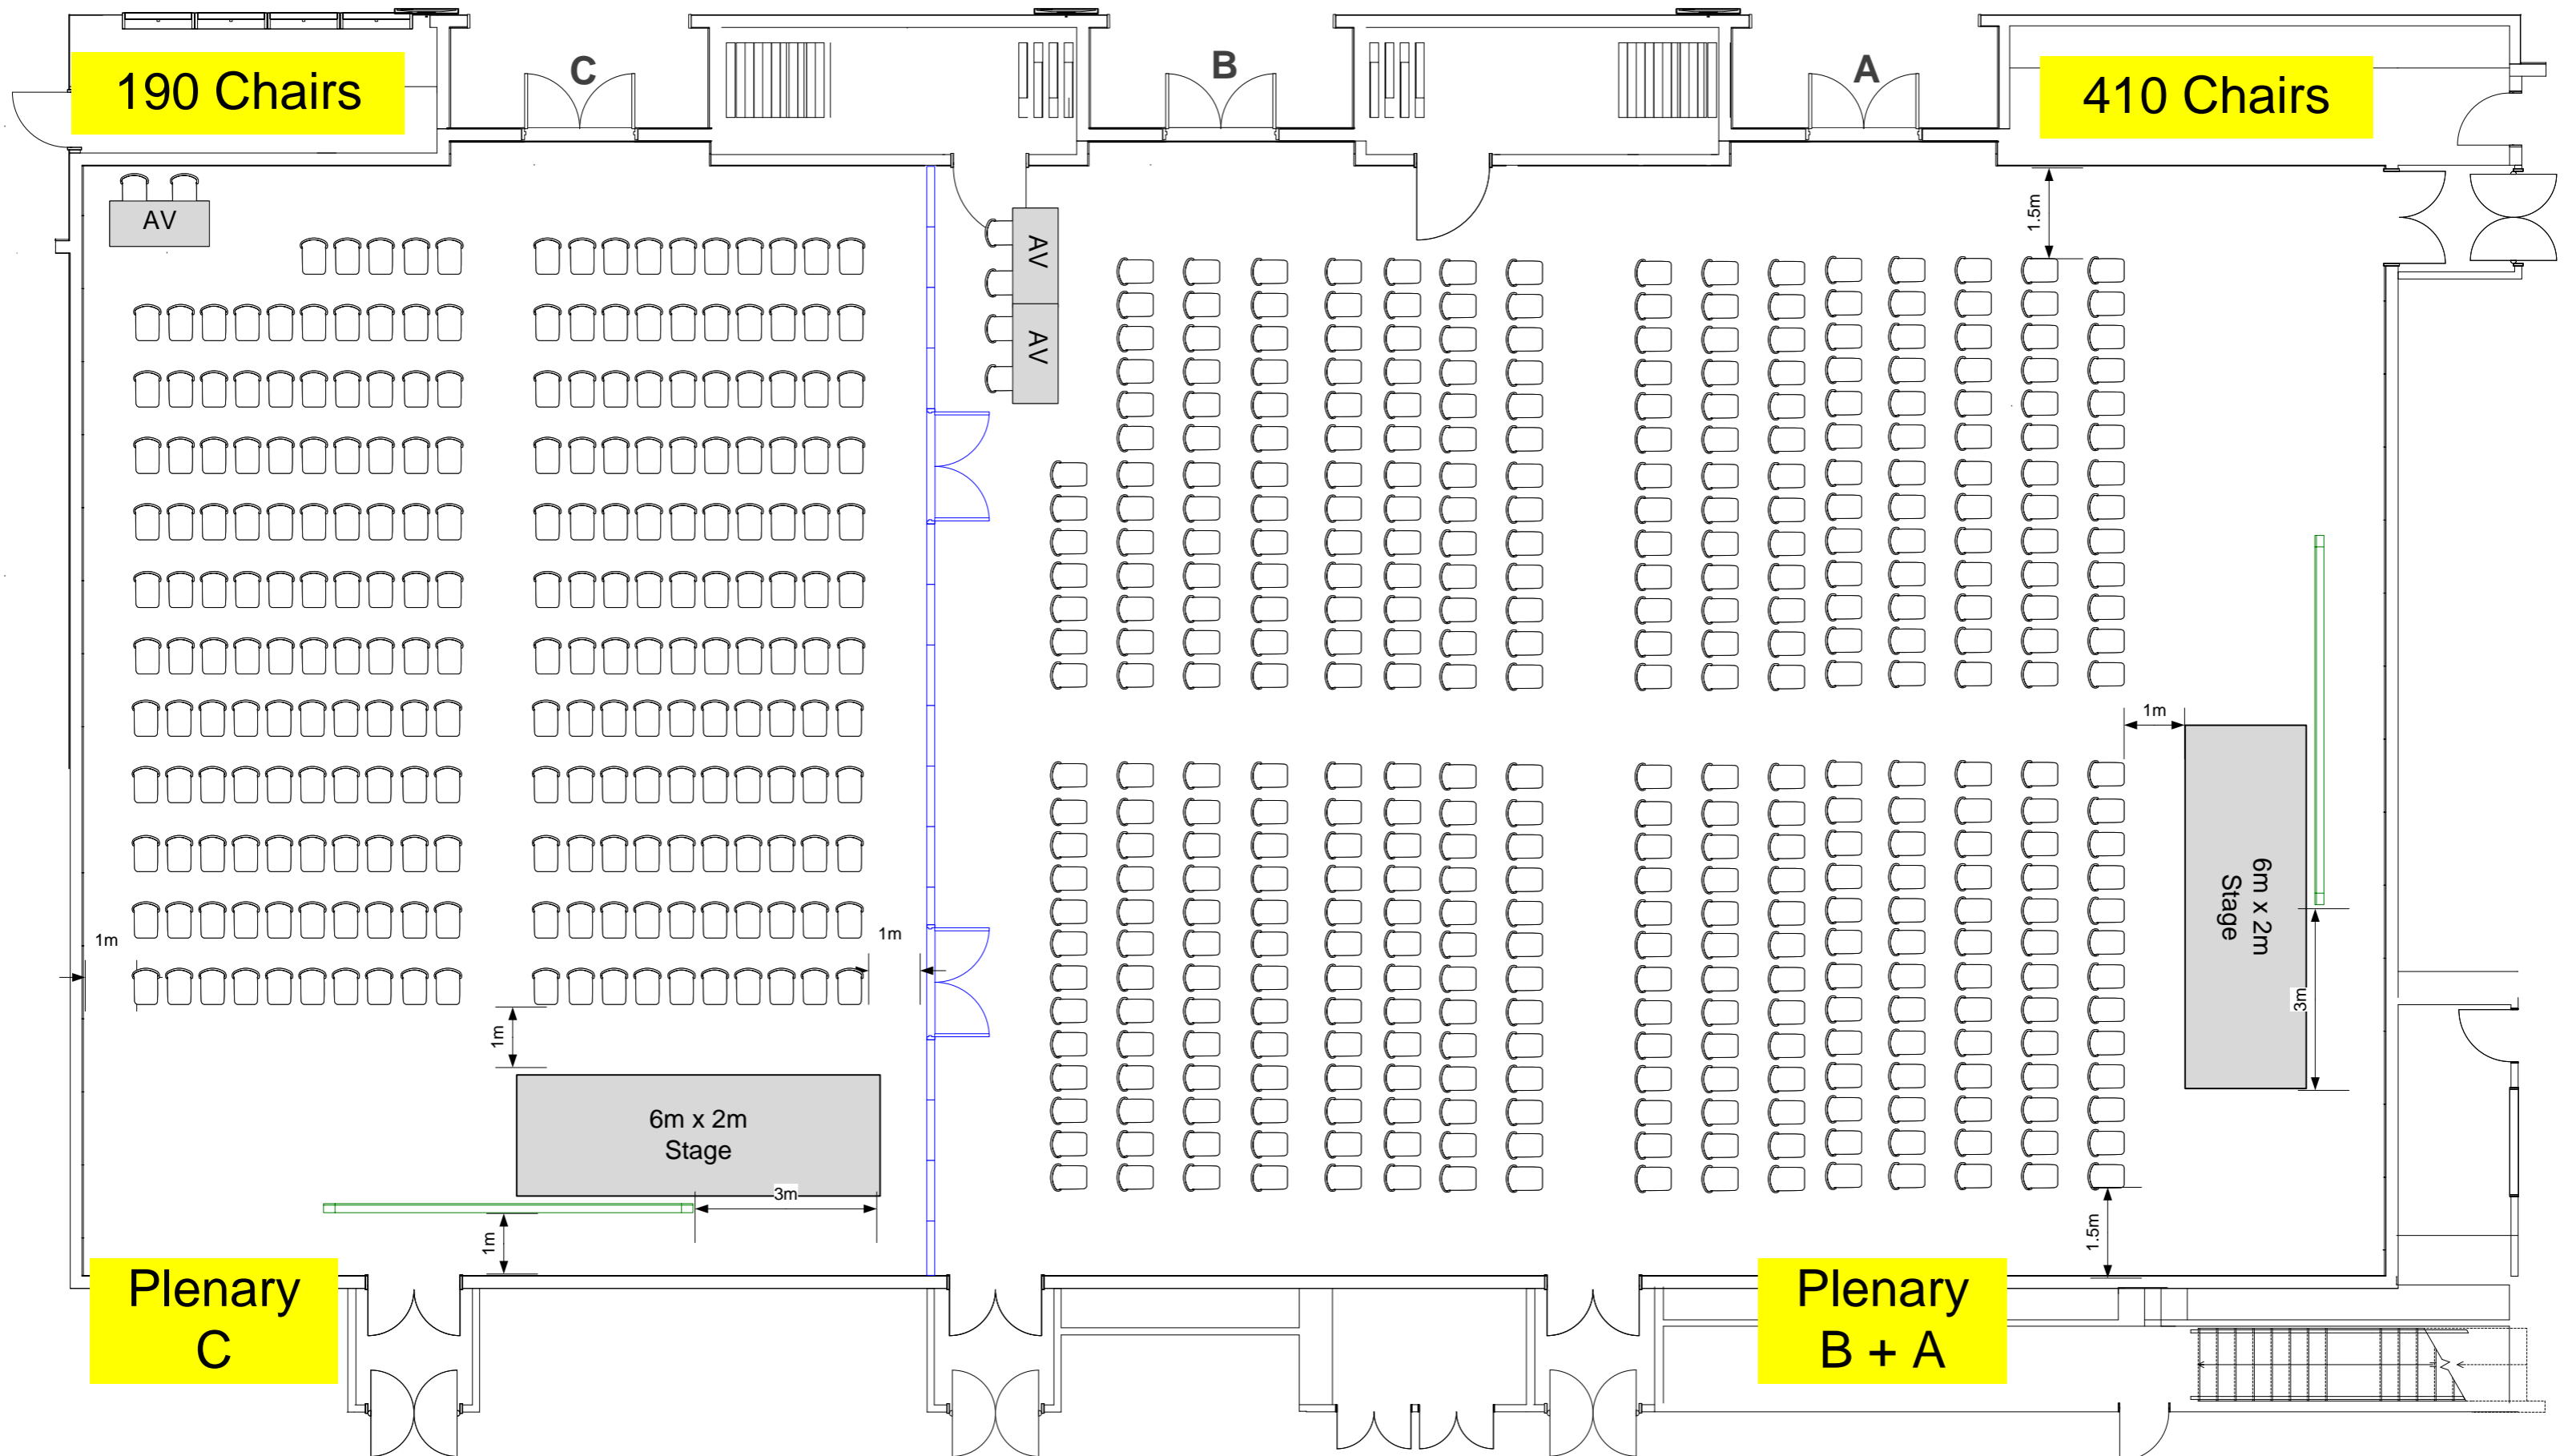 190 Chairs
C
B
A
410 Chairs
AV
AV
AV
1.5m
1m
6m x 2m
Stage
3m
1m
1m
1m
6m x 2m
Stage
3m
1m
1.5m
Plenary
C
Plenary
B + A